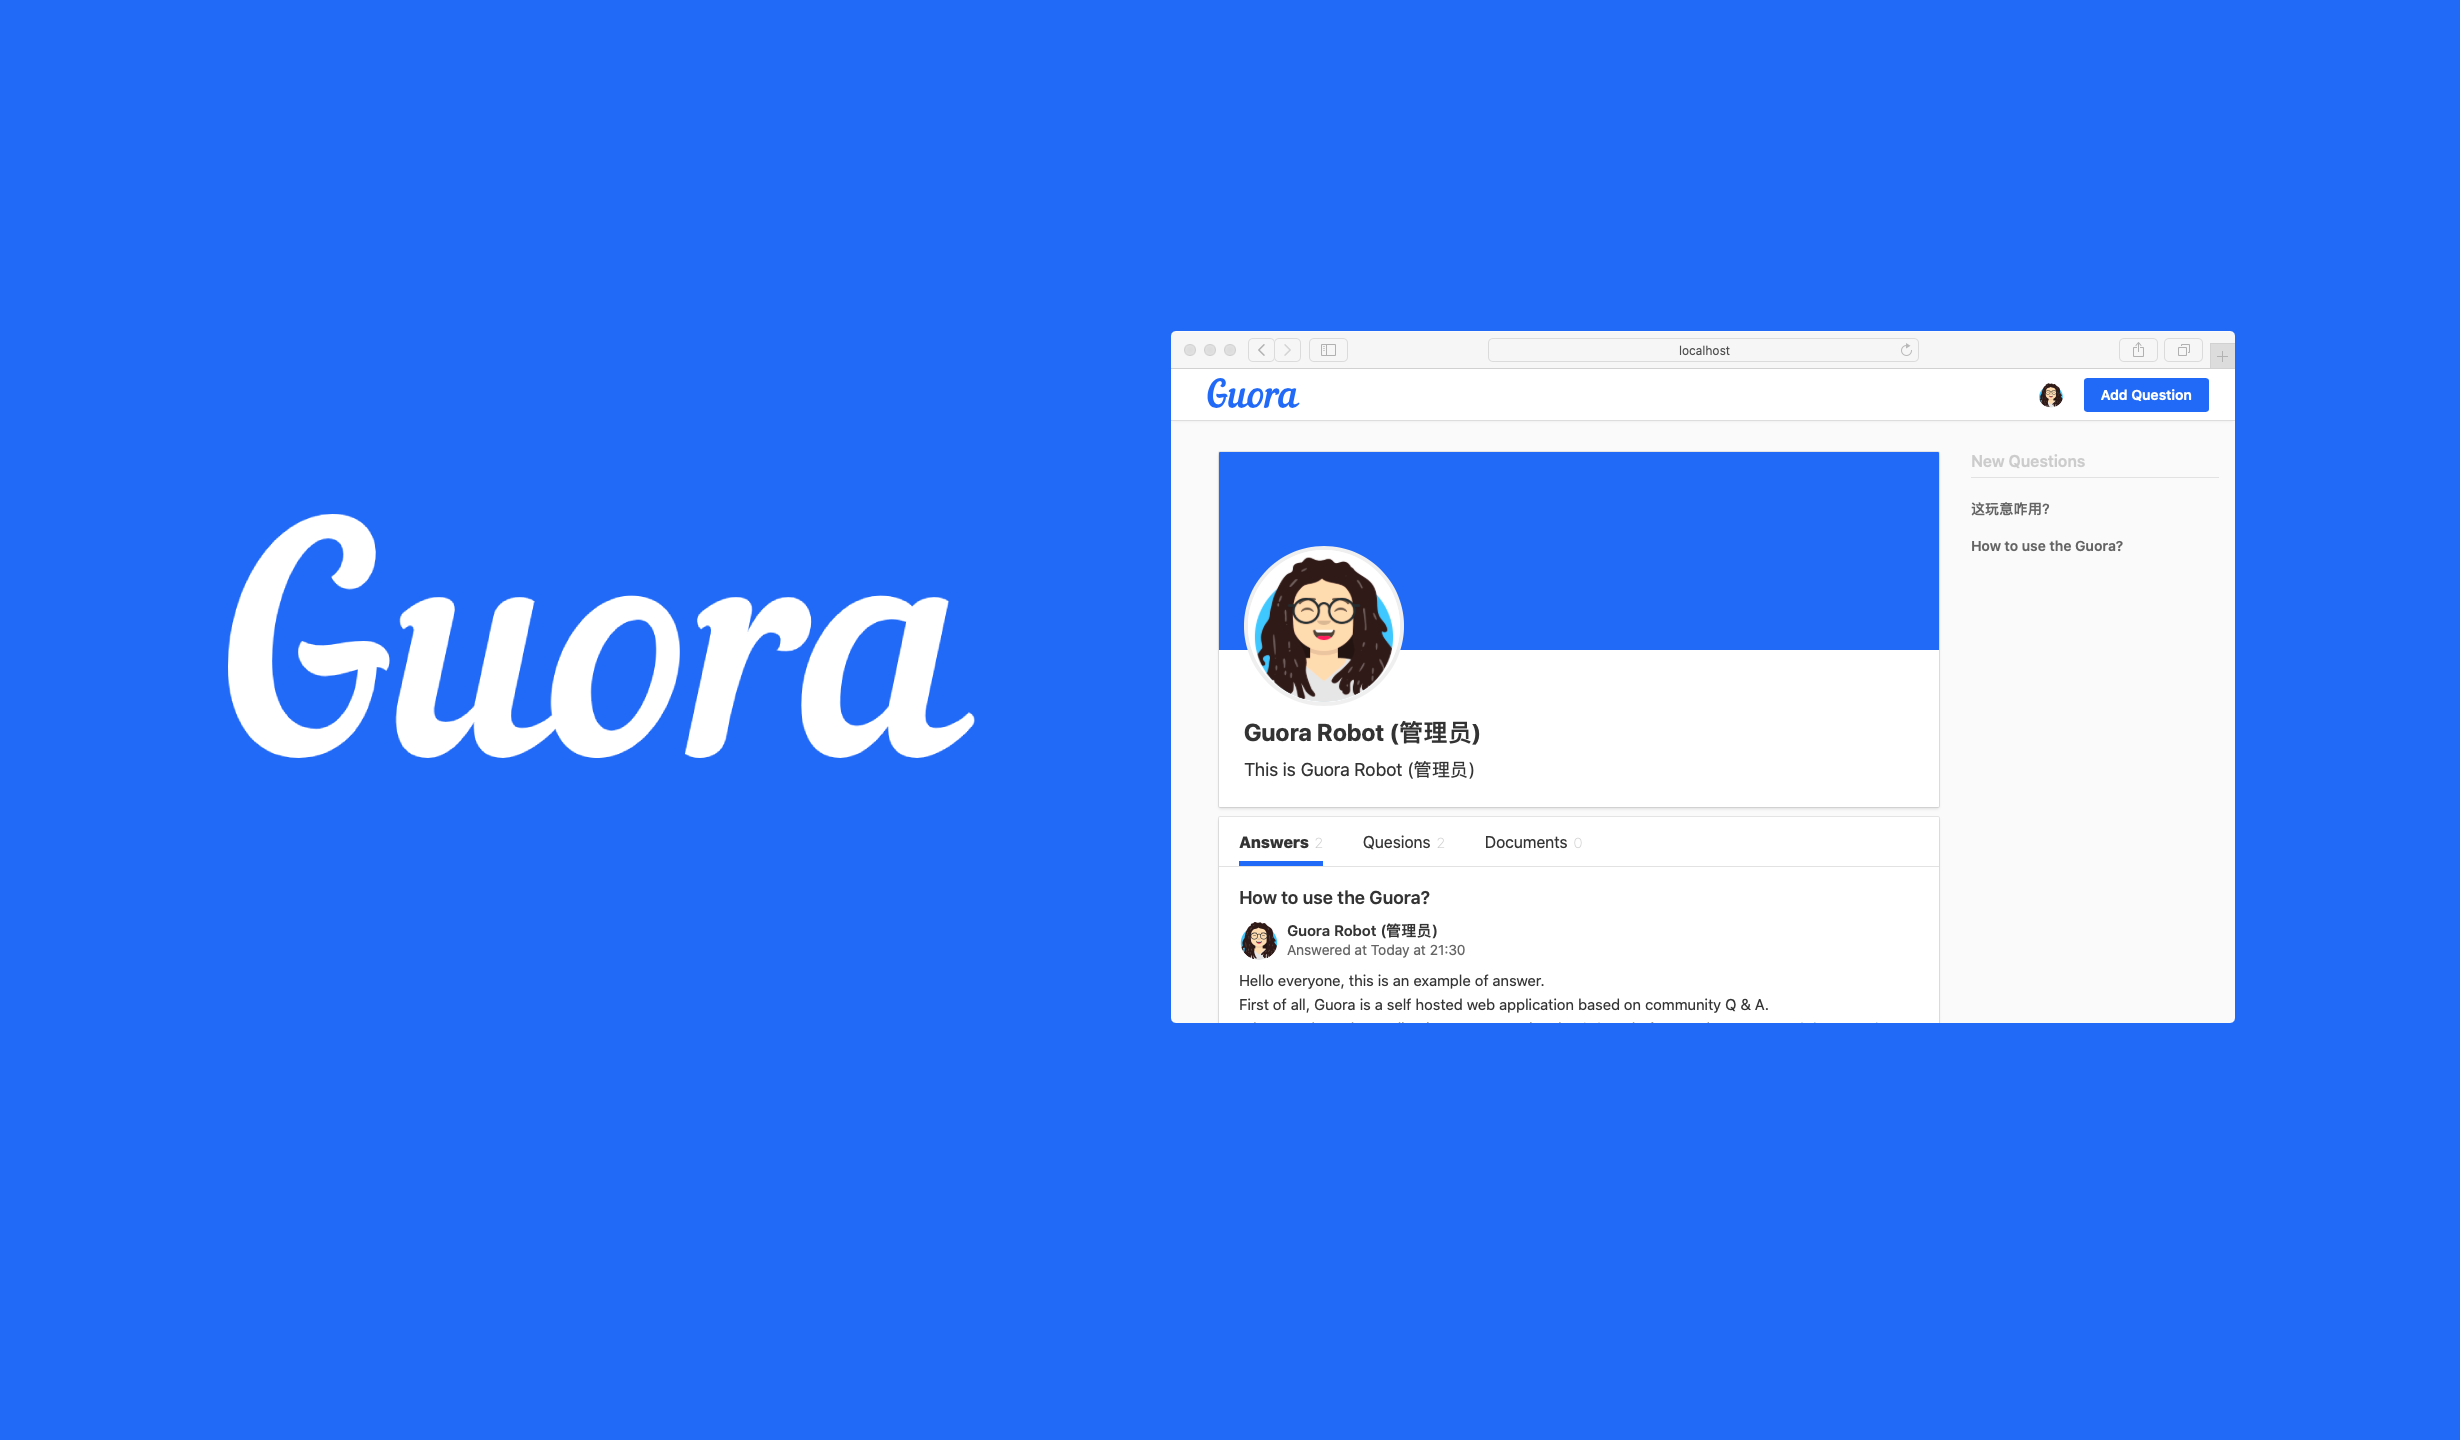 Guora
localhost
Guora
Add Question
New Questions
这玩意咋用?
How to use the Guora?
Guora Robot (管理员)
This is Guora Robot (管理员)
Answers 2 Quesions 2 Documents 0
How to use the Guora?
Guora Robot (管理员)
Answered at Today at 21:30
Hello everyone, this is an example of answer.
First of all, Guora is a self hosted web application based on community Q & A.